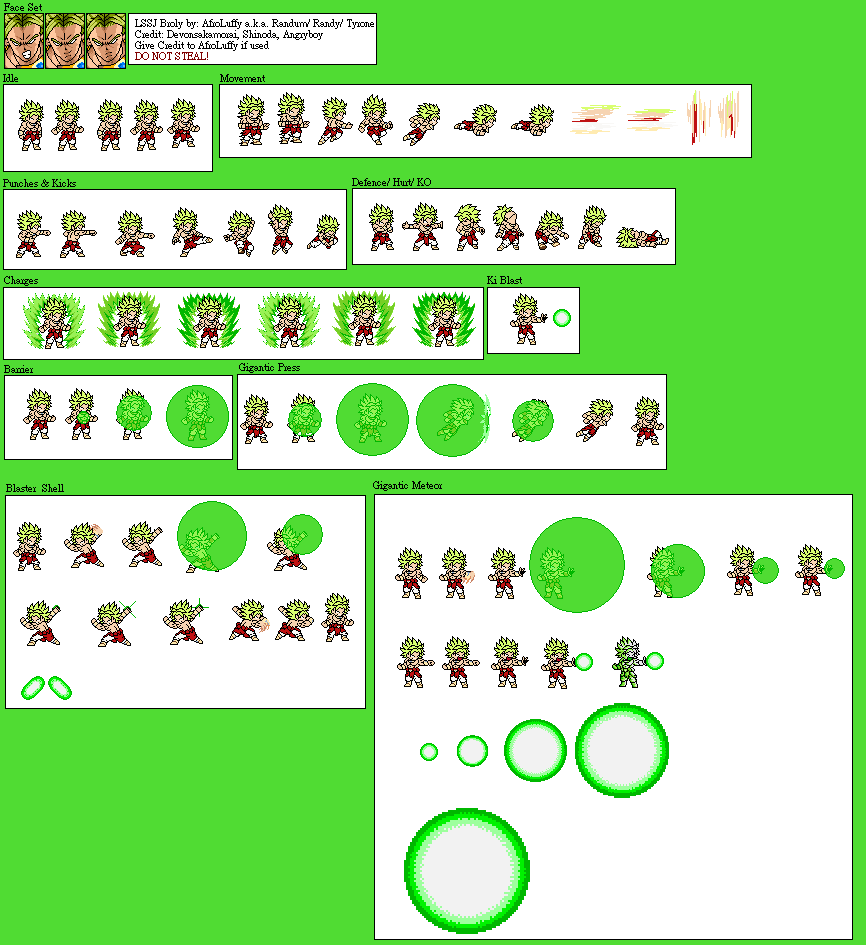 Face Set
LSSJ Broly by: AfroLuffy a.k.a. Randum/ Randy/ Tyrone
Credit: Devonsakamorai, Shinoda, Angryboy
Give Credit to AfroLuffy if used
DO NOT STEAL!
Idle
Movement
Punches & Kicks
Defence/ Hurt/ KO
Charges
Ki Blast
Barrier
Gigantic Press
Blaster Shell
Gigantic Meteor